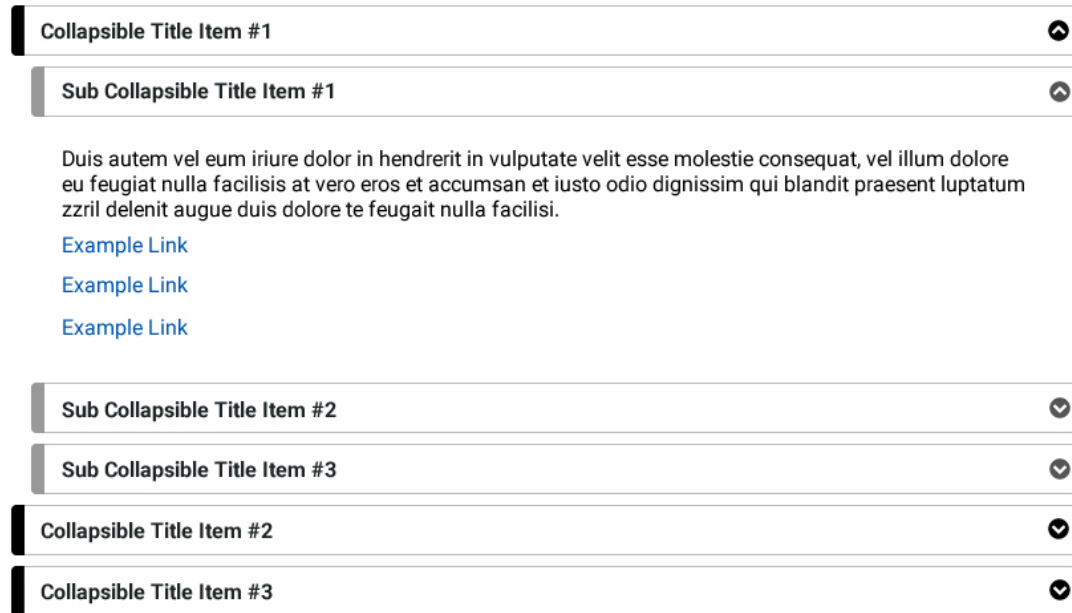 Collapsible Title Item #1
Sub Collapsible Title Item #1
Duis autem vel eum iriure dolor in hendrerit in vulputate velit esse molestie consequat, vel illum dolore
eu feugiat nulla facilisis at vero eros et accumsan et iusto odio dignissim qui blandit praesent luptatum
zzril delenit augue duis dolore te feugait nulla facilisi.
Example Link
Example Link
Example Link
Sub Collapsible Title Item #2
Sub Collapsible Title Item #3
Collapsible Title Item #2
Collapsible Title Item #3